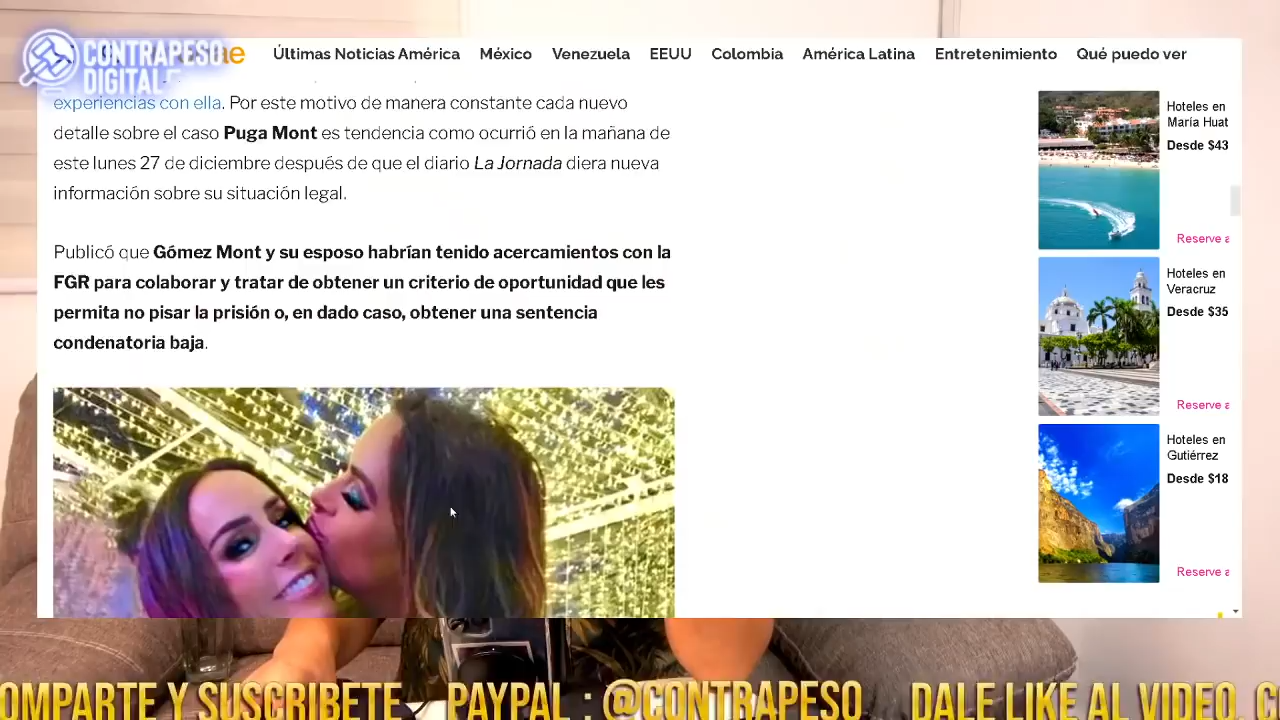 CONTRAPESO
DIGITAL
Últimas Noticias América México Venezuela EEUU Colombia América Latina Entretenimiento Qué puedo ver
experiencias con ella. Por este motivo de manera constante cada nuevo
detalle sobre el caso Puga Mont es tendencia como ocurrió en la mañana de
este lunes 27 de diciembre después de que el diario La Jornada diera nueva
información sobre su situación legal.
Publicó que Gómez Mont y su esposo habrían tenido acercamientos con la
FGR para colaborar y tratar de obtener un criterio de oportunidad que les
permita no pisar la prisión o, en dado caso, obtener una sentencia
condenatoria baja.
Hoteles en
María Huat
Desde $43
Reserve a
Hoteles en
Veracruz
Desde $35
Reserve a
Hoteles en
Gutiérrez
Desde $18
Reserve a
OMPARTE Y SUSCRIBETE PAYPAL : @CONTRAPESO DALE LIKE AL VIDEO, C